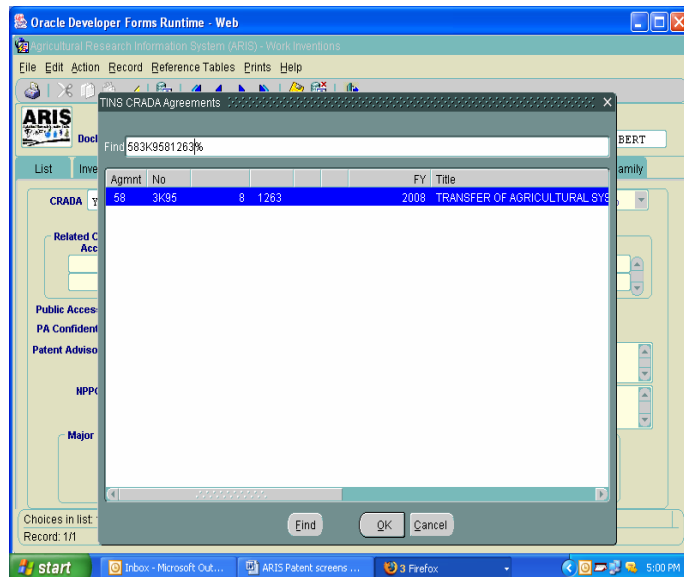 Oracle Developer Forms Runtime - Web
Agricultural Research Information System (ARIS) - Work Inventions
File Edit Action Record Reference Tables Prints Help
TINS CRADA Agreements
ARIS
BERT
Find 583K9581263%
List Inve amily
Agmnt No FY Title
58 3K95 8 1263 2008 TRANSFER OF AGRICULTURAL SYS
CRADA Y
Related C
Acc
Public Acces
PA Confident
Patent Adviso
NPP
Major
Find OK Cancel
Choices in list
Record: 1/1
start Inbox - Microsoft Out... ARIS Patent screens ... 3 Firefox 5:00 PM